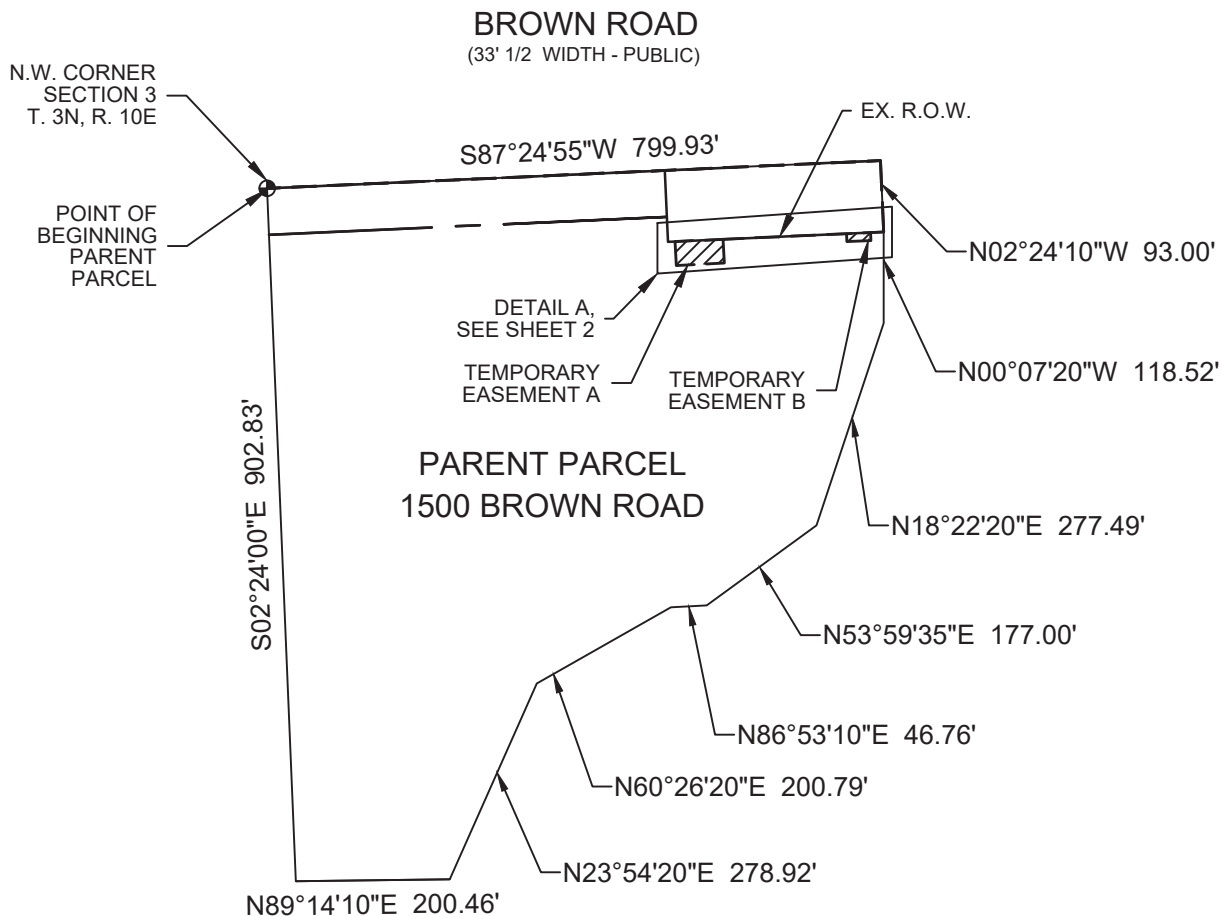 BROWN ROAD
(33' 1/2 WIDTH - PUBLIC)
N.W. CORNER
SECTION 3
T. 3N, R. 10E
EX. R.O.W.
S87°24'55"W 799.93'
POINT OF
BEGINNING
PARENT
PARCEL
N02°24'10"W 93.00'
DETAIL A,
SEE SHEET 2
TEMPORARY
EASEMENT A
TEMPORARY
EASEMENT B
N00°07'20"W 118.52'
S02°24'00"E 902.83'
PARENT PARCEL
1500 BROWN ROAD
N18°22'20"E 277.49'
N53°59'35"E 177.00'
N86°53'10"E 46.76'
N60°26'20"E 200.79'
N23°54'20"E 278.92'
N89°14'10"E 200.46'